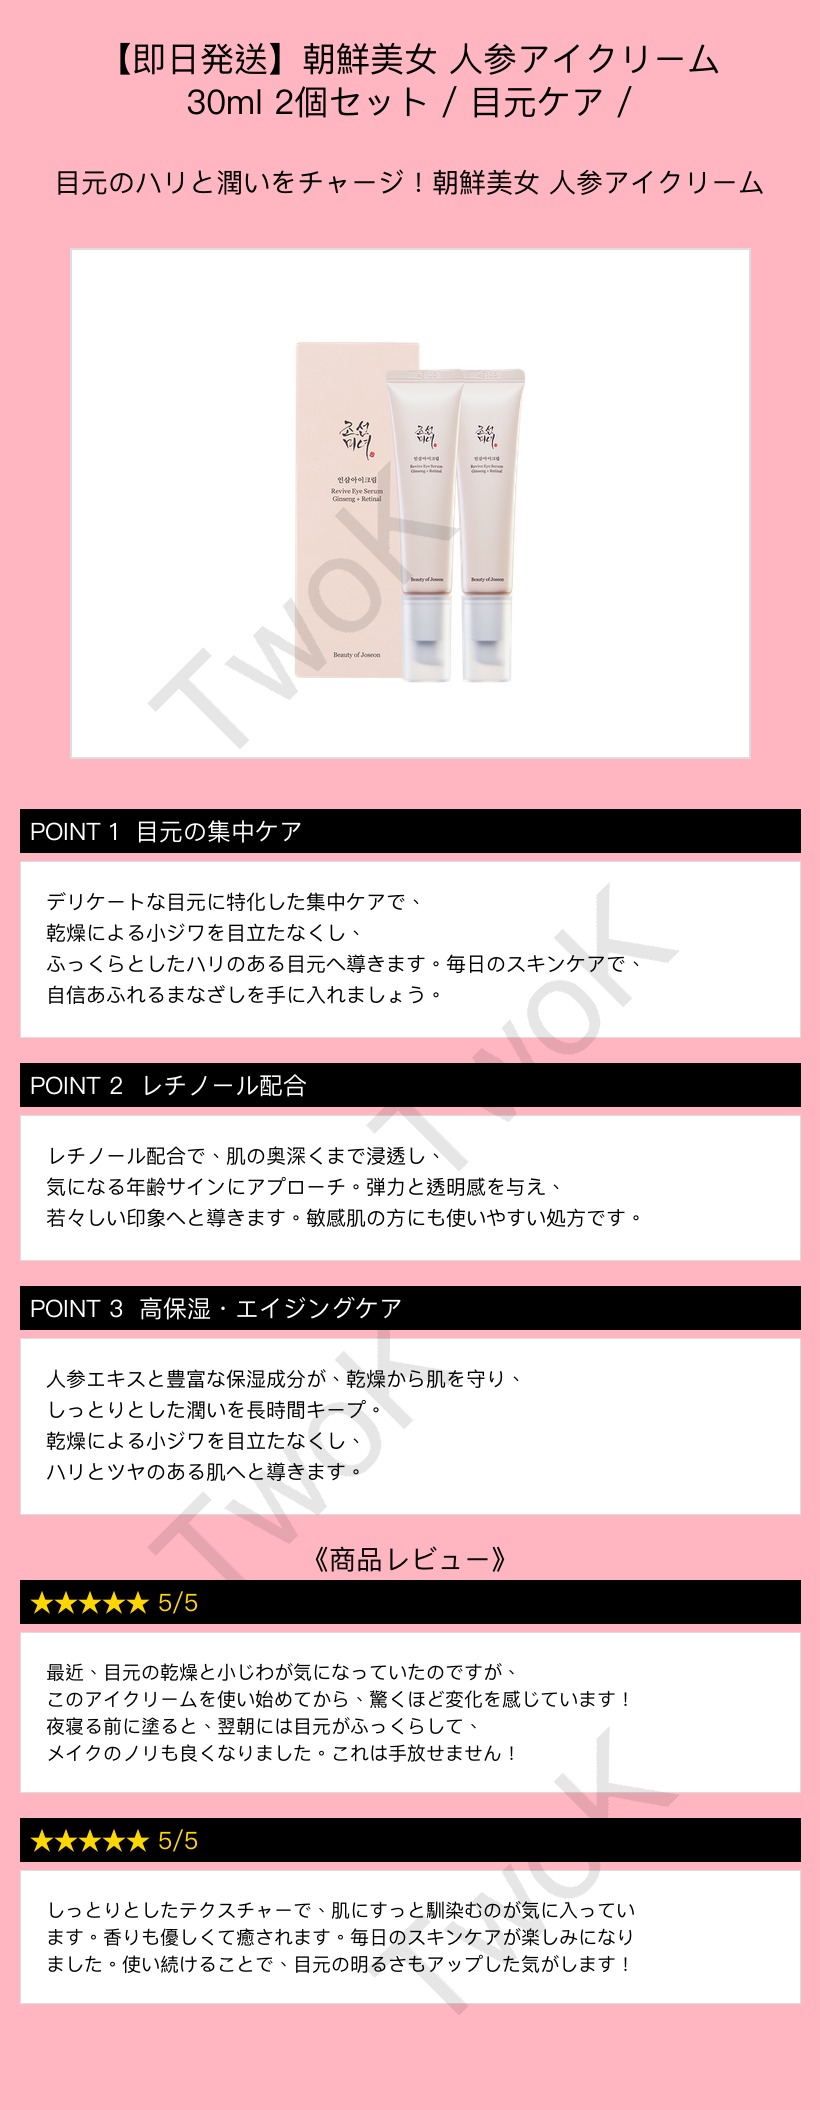 【即日発送】朝鮮美女 人参アイクリーム
30ml 2個セット / 目元ケア /
目元のハリと潤いをチャージ！朝鮮美女 人参アイクリーム
조선
미녀
인삼아이크림
Revive Eye Serum
Ginseng + Retinal
Beauty of Joseon
조선
미녀
인삼아이크림
Revive Eye Serum
Ginseng + Retinal
Beauty of Joseon
조선
미녀
인삼아이크림
Revive Eye Serum
Ginseng + Retinal
Beauty of Joseon
TwoK
POINT 1 目元の集中ケア
デリケートな目元に特化した集中ケアで、
乾燥による小ジワを目立たなくし、
ふっくらとしたハリのある目元へ導きます。毎日のスキンケアで、
自信あふれるまなざしを手に入れましょう。
TwoK
POINT 2 レチノール配合
レチノール配合で、肌の奥深くまで浸透し、
気になる年齢サインにアプローチ。弾力と透明感を与え、
若々しい印象へと導きます。敏感肌の方にも使いやすい処方です。
POINT 3 高保湿・エイジングケア
人参エキスと豊富な保湿成分が、乾燥から肌を守り、
しっとりとした潤いを長時間キープ。
乾燥による小ジワを目立たなくし、
ハリとツヤのある肌へと導きます。
TwoK
《商品レビュー》
★★★★★ 5/5
最近、目元の乾燥と小じわが気になっていたのですが、
このアイクリームを使い始めてから、驚くほど変化を感じています！
夜寝る前に塗ると、翌朝には目元がふっくらして、
メイクのノリも良くなりました。これは手放せません！
★★★★★ 5/5
しっとりとしたテクスチャーで、肌にすっと馴染むのが気に入ってい
ます。香りも優しくて癒されます。毎日のスキンケアが楽しみになり
ました。使い続けることで、目元の明るさもアップした気がします！
TwoK